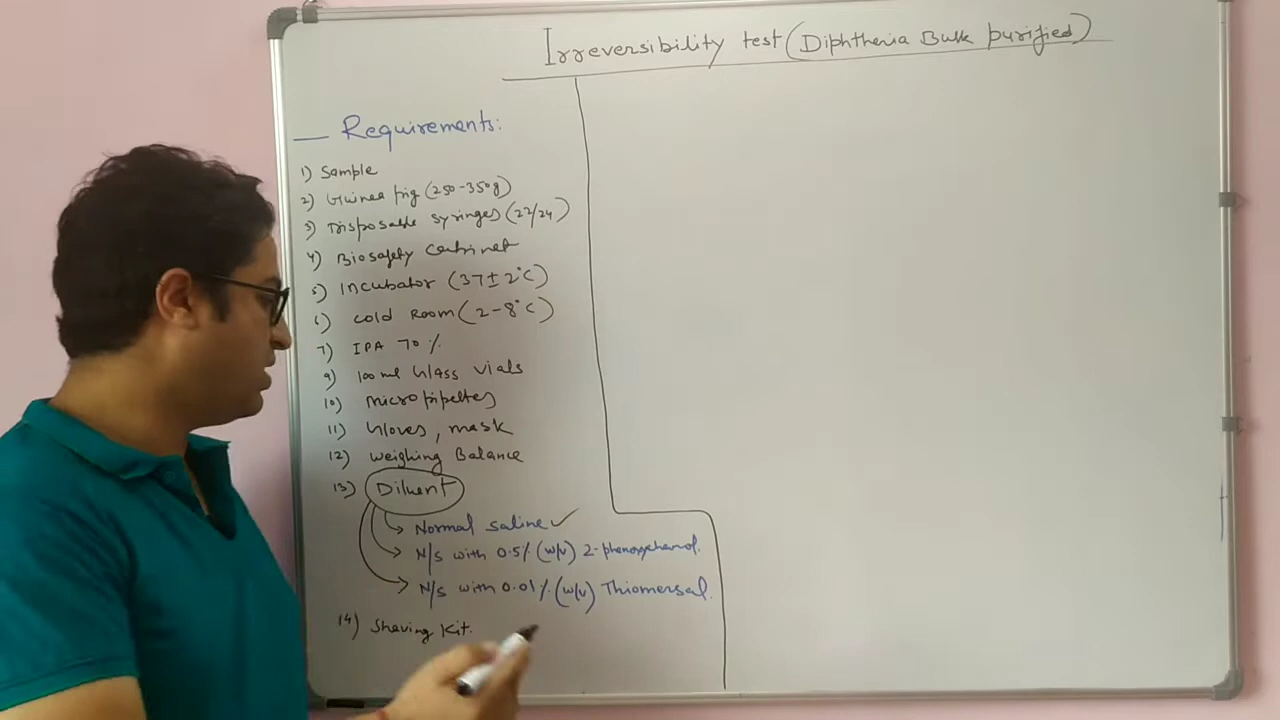 Irreversibility test (Diphtheria Bulk purified)
Requirements:
1) Sample
2) Guinea pig (250-350g)
3) Disposable syringes (22/24)
4) Biosafety cabinet
5) Incubator (37±2°C)
6) Cold Room (2-8°C)
7) IPA 70%
9) 100ml Glass vials
10) Micropipettes
11) Gloves, mask
12) Weighing Balance
13) Diluent
Normal saline ✓
N/S with 0.5% (w/v) 2-phenoxyethanol.
N/S with 0.01% (w/v) Thiomersal.
14) Shaving Kit.